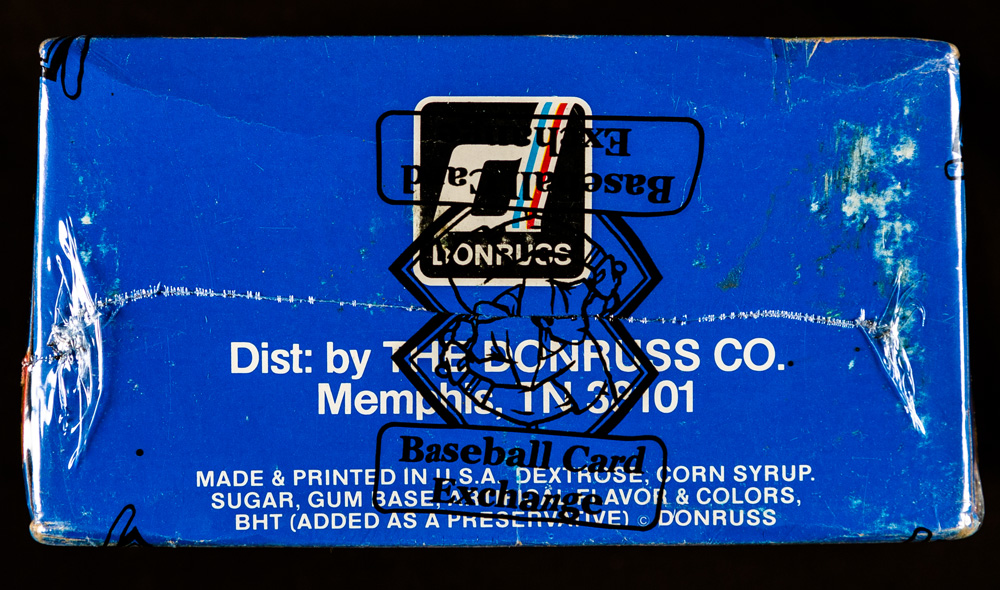 Baseball Card
Exchange
DONRUSS
Dist: by THE DONRUSS CO.
Memphis, TN 38101
Baseball Card
Exchange
MADE & PRINTED IN U.S.A. DEXTROSE, CORN SYRUP.
SUGAR, GUM BASE, & COLORS,
BHT (ADDED AS A PRESERVATIVE) © DONRUSS